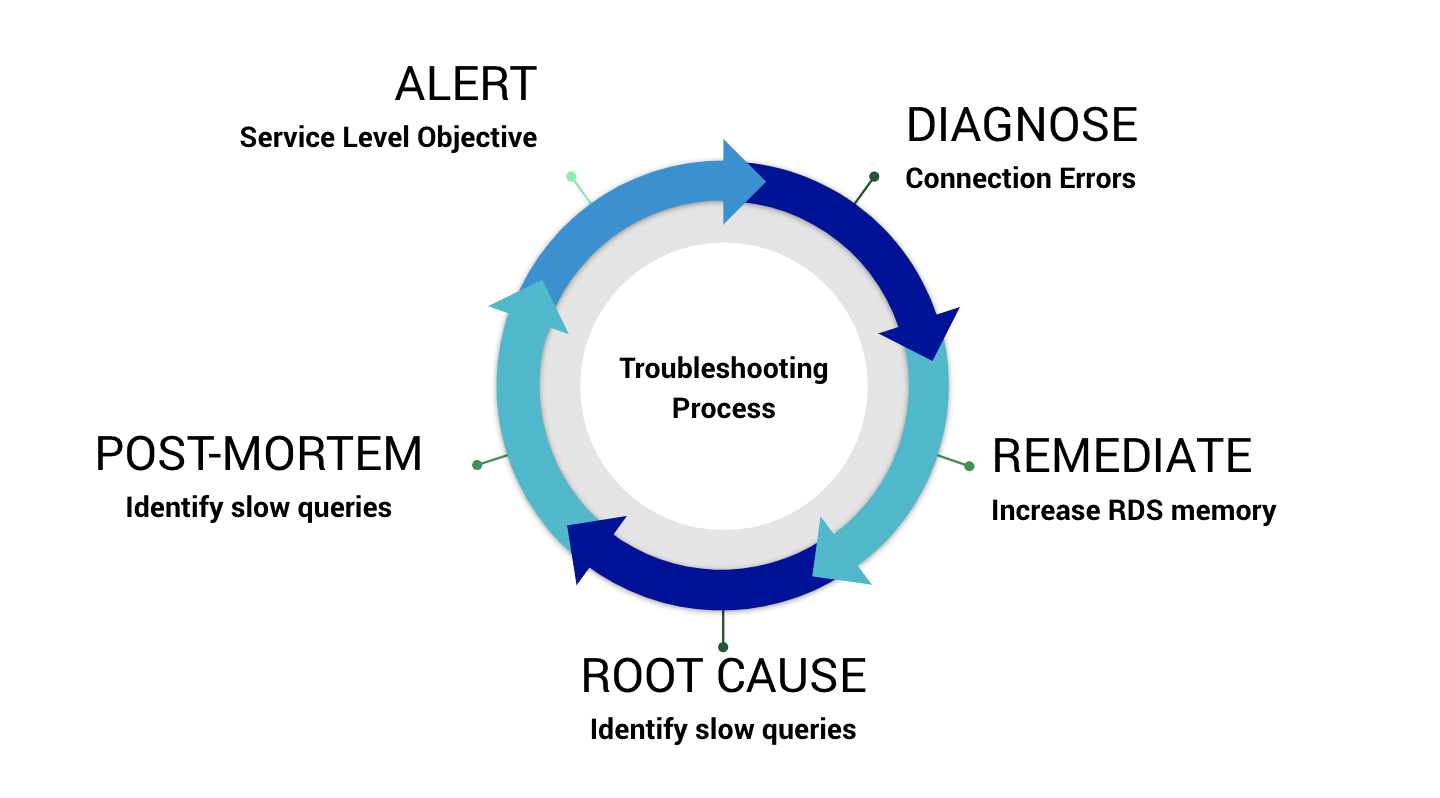 ALERT
Service Level Objective
DIAGNOSE
Connection Errors
Troubleshooting
Process
REMEDIATE
Increase RDS memory
ROOT CAUSE
Identify slow queries
POST-MORTEM
Identify slow queries